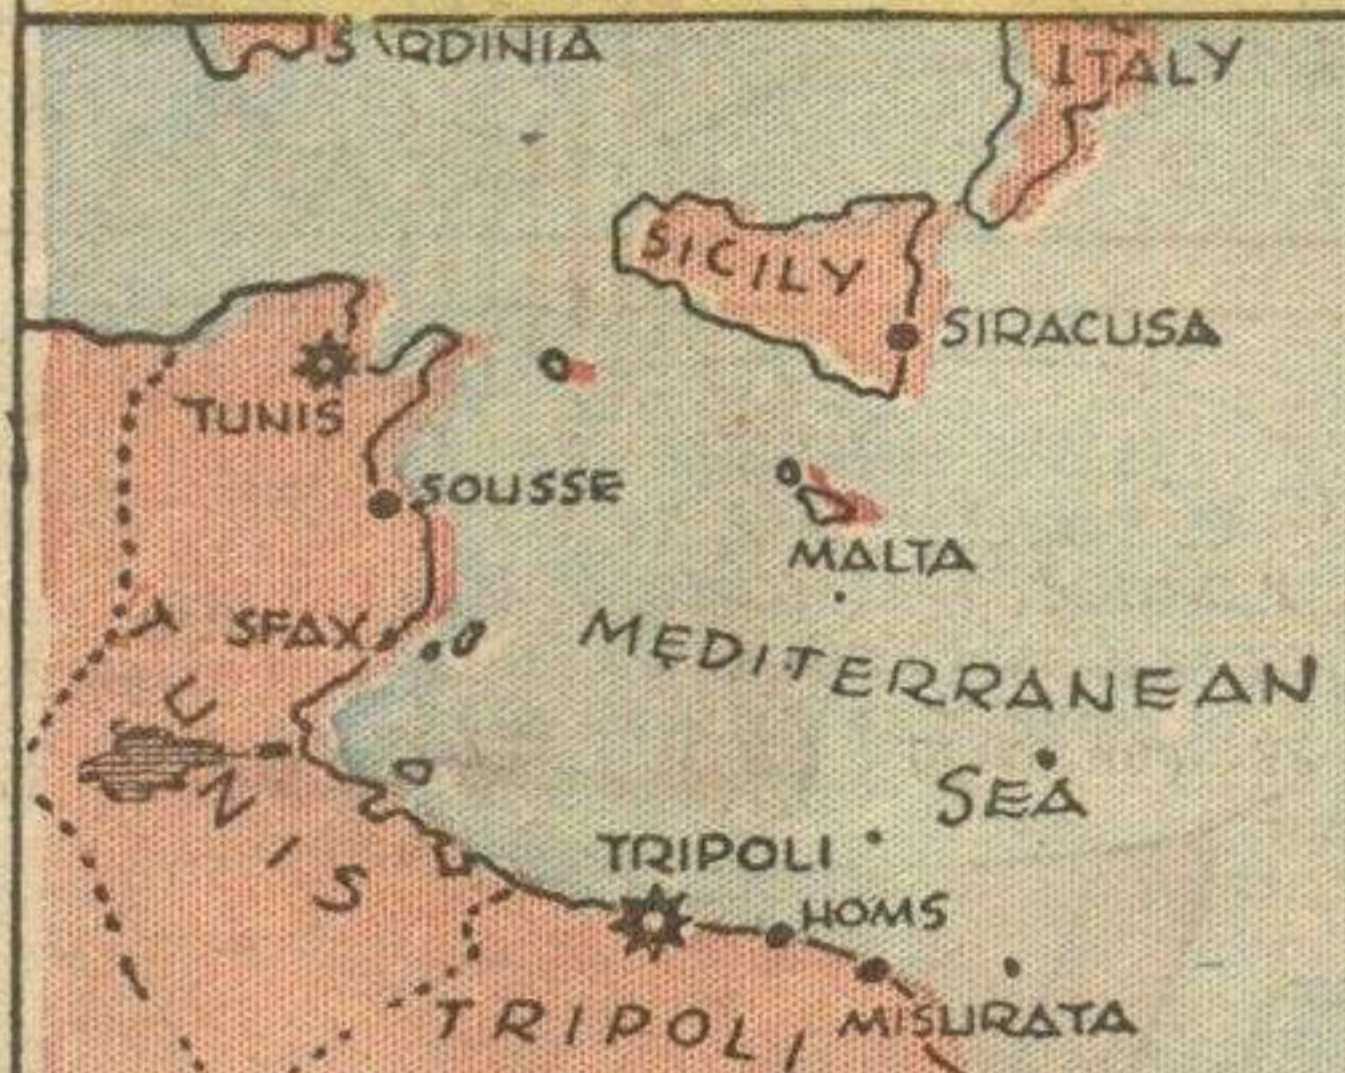 SARDINIA
ITALY
SICILY
SIRACUSA
TUNIS
SOUSSE
MALTA
SFAX
TUNIS
MEDITERRANEAN
SEA
TRIPOLI
HOMS
MISURATA
TRIPOLI